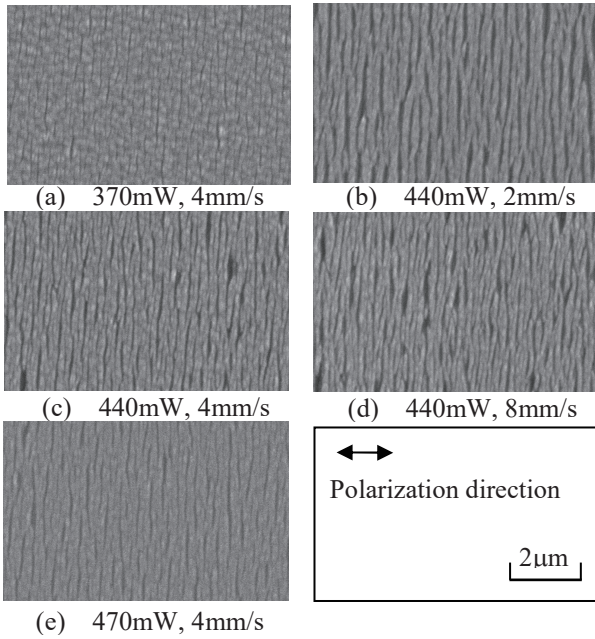 (a) 370mW, 4mm/s
(b) 440mW, 2mm/s
(c) 440mW, 4mm/s
(d) 440mW, 8mm/s
Polarization direction
2μm
(e) 470mW, 4mm/s